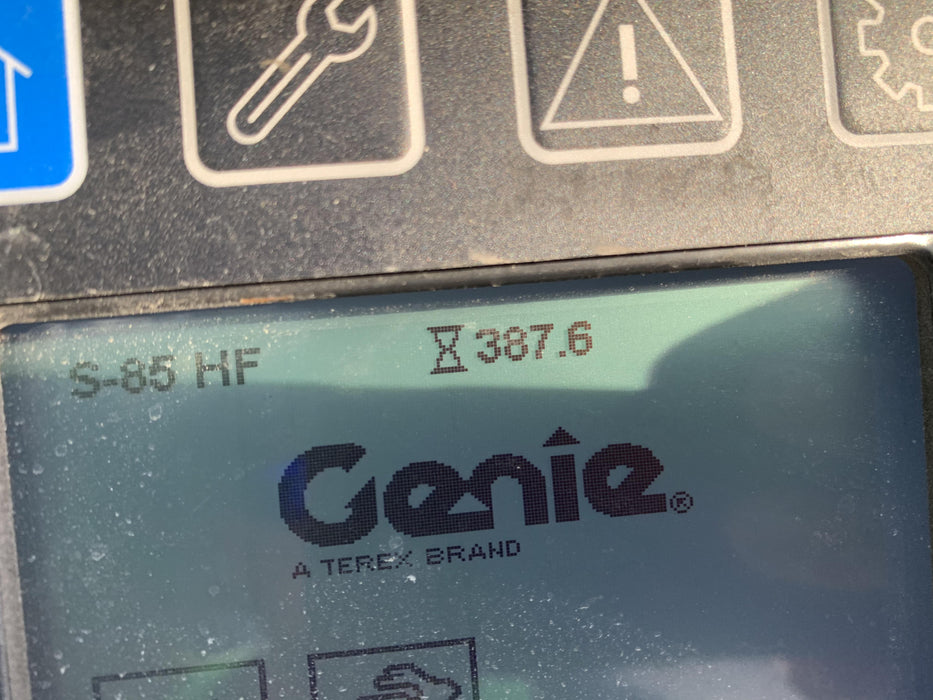 S-85 HF
387.6
Genie®
A TEREX BRAND